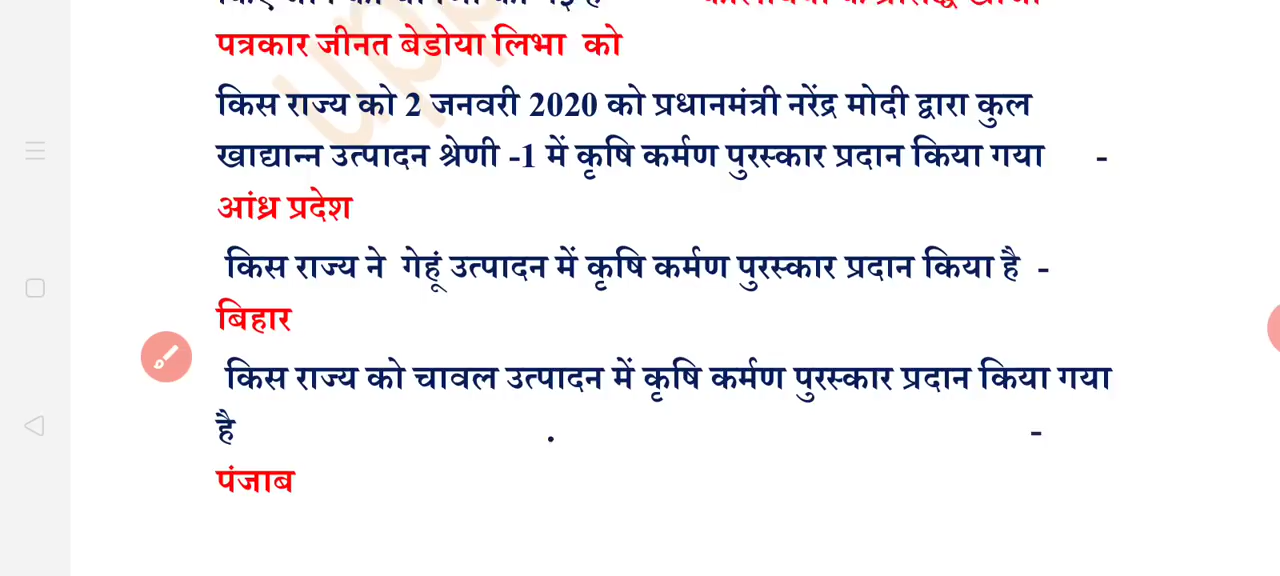 पत्रकार जीनत बेडोया लिभा को
किस राज्य को 2 जनवरी 2020 को प्रधानमंत्री नरेंद्र मोदी द्वारा कुल
खाद्यान्न उत्पादन श्रेणी -1 में कृषि कर्मण पुरस्कार प्रदान किया गया -
आंध्र प्रदेश
किस राज्य ने गेहूं उत्पादन में कृषि कर्मण पुरस्कार प्रदान किया है -
बिहार
किस राज्य को चावल उत्पादन में कृषि कर्मण पुरस्कार प्रदान किया गया
है . -
पंजाब